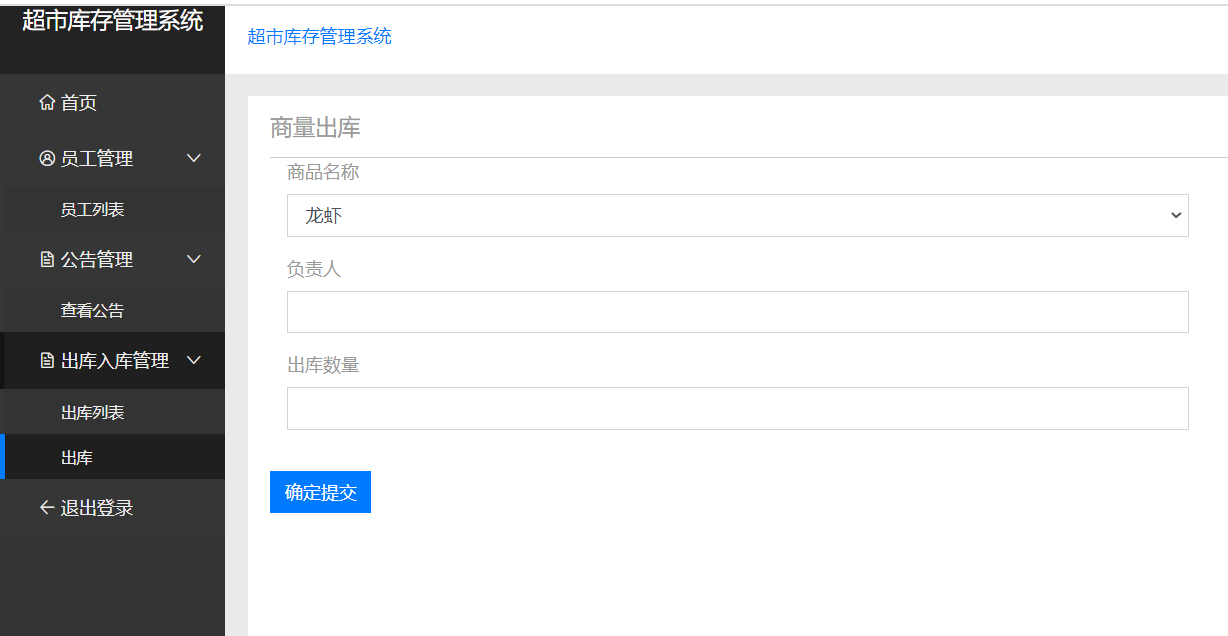 超市库存管理系统
首页
员工管理
员工列表
公告管理
查看公告
出库入库管理
出库列表
出库
退出登录
超市库存管理系统
商量出库
商品名称
龙虾
负责人
出库数量
确定提交